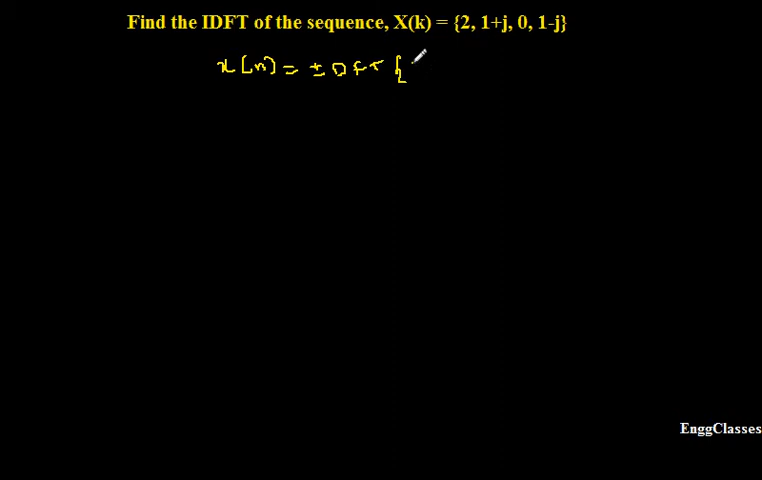 Find the IDFT of the sequence, X(k) = {2, 1+j, 0, 1-j}
x[n] = IDFT {
EnggClasses